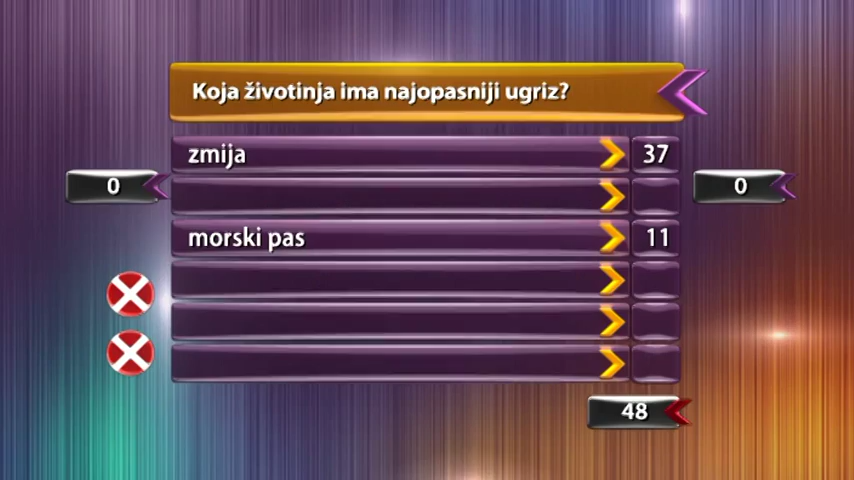 Koja životinja ima najopasniji ugriz?
zmija 37
0
0
morski pas 11
48